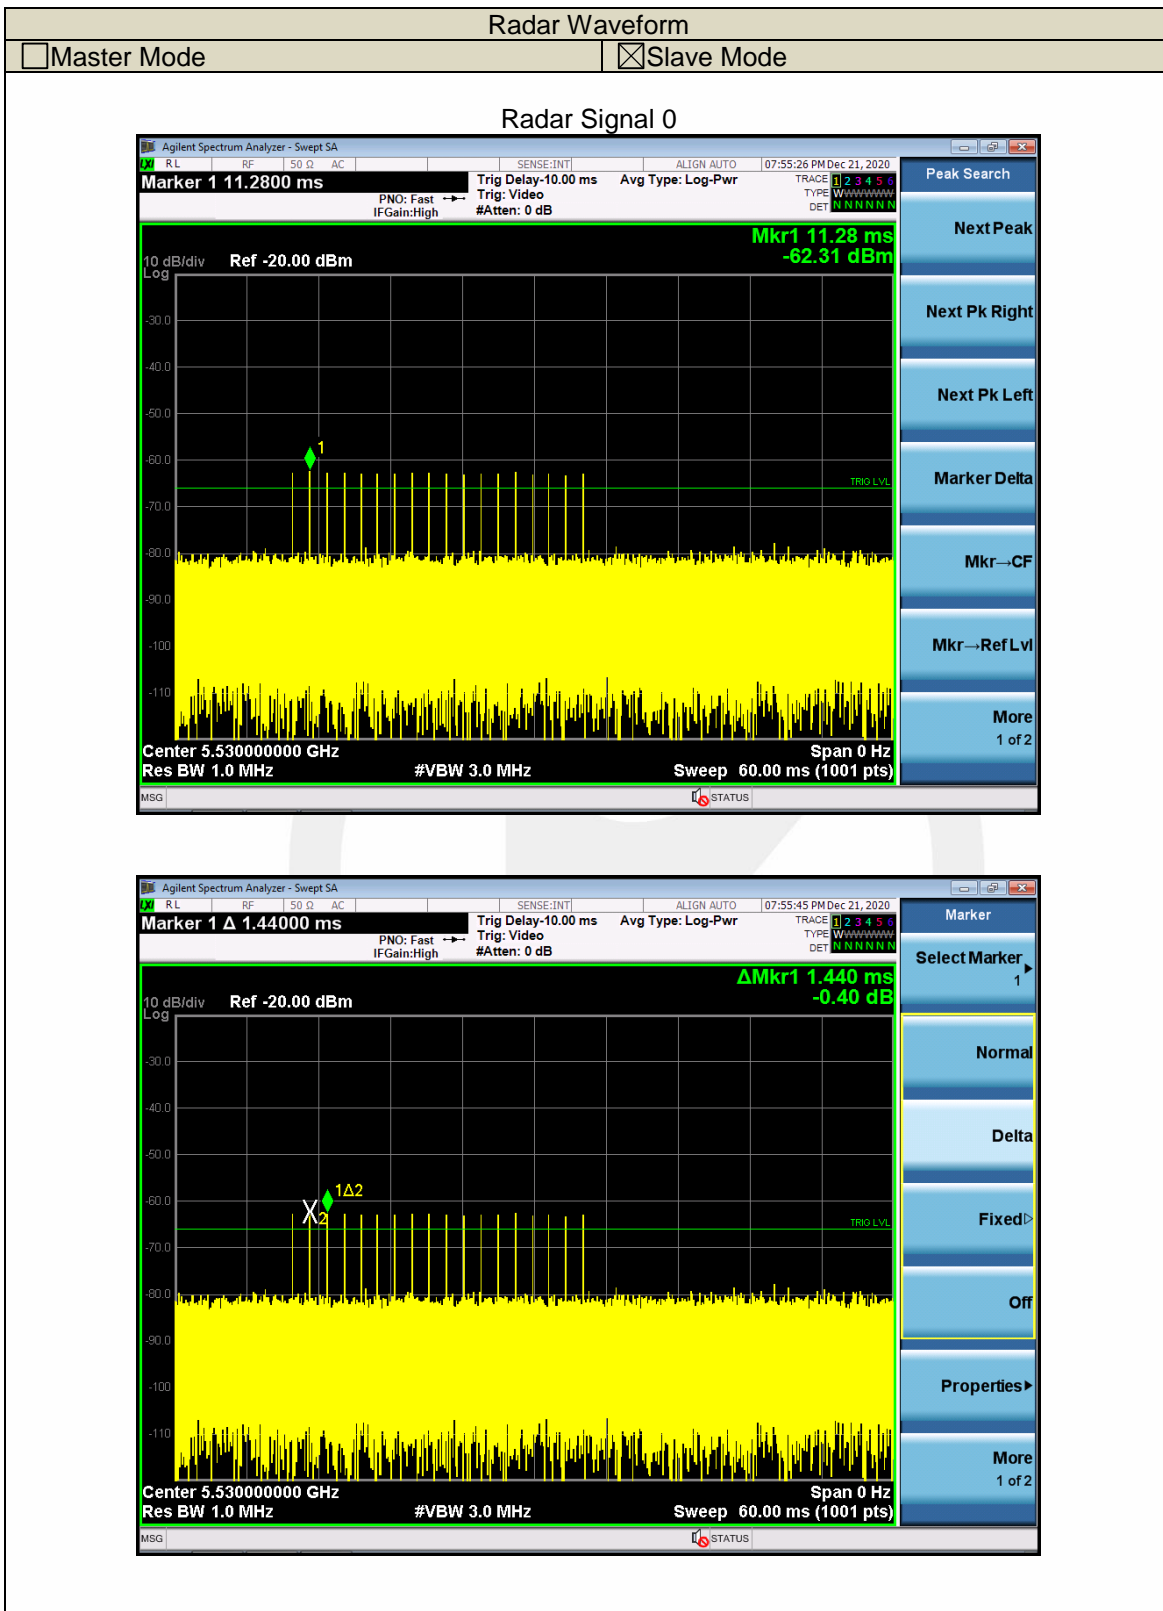 Radar Waveform
☐Master Mode ☒Slave Mode
Radar Signal 0
Agilent Spectrum Analyzer - Swept SA
LXI RL RF 50 Ω AC SENSE:INT ALIGN AUTO 07:55:26 PM Dec 21, 2020
Marker 1 11.2800 ms
PNO: Fast
IFGain:High
Trig Delay-10.00 ms
Trig: Video
#Atten: 0 dB
Avg Type: Log-Pwr
TRACE 1 2 3 4 5 6
TYPE WWWWWW
DET N N N N N N
Peak Search
Next Peak
Next Pk Right
Next Pk Left
Marker Delta
Mkr→CF
Mkr→Ref Lvl
More
1 of 2
Mkr1 11.28 ms
-62.31 dBm
10 dB/div Ref -20.00 dBm
Log
-30.0
-40.0
-50.0
1
-60.0
TRIG LVL
-70.0
-80.0
-90.0
-100
-110
Center 5.530000000 GHz Span 0 Hz
Res BW 1.0 MHz #VBW 3.0 MHz Sweep 60.00 ms (1001 pts)
MSG STATUS
Agilent Spectrum Analyzer - Swept SA
LXI RL RF 50 Ω AC SENSE:INT ALIGN AUTO 07:55:45 PM Dec 21, 2020
Marker 1 Δ 1.44000 ms
PNO: Fast
IFGain:High
Trig Delay-10.00 ms
Trig: Video
#Atten: 0 dB
Avg Type: Log-Pwr
TRACE 1 2 3 4 5 6
TYPE WWWWWW
DET N N N N N N
Marker
Select Marker
1
Normal
Delta
Fixed
Off
Properties
More
1 of 2
ΔMkr1 1.440 ms
-0.40 dB
10 dB/div Ref -20.00 dBm
Log
-30.0
-40.0
-50.0
1Δ2
-60.0
2
TRIG LVL
-70.0
-80.0
-90.0
-100
-110
Center 5.530000000 GHz Span 0 Hz
Res BW 1.0 MHz #VBW 3.0 MHz Sweep 60.00 ms (1001 pts)
MSG STATUS